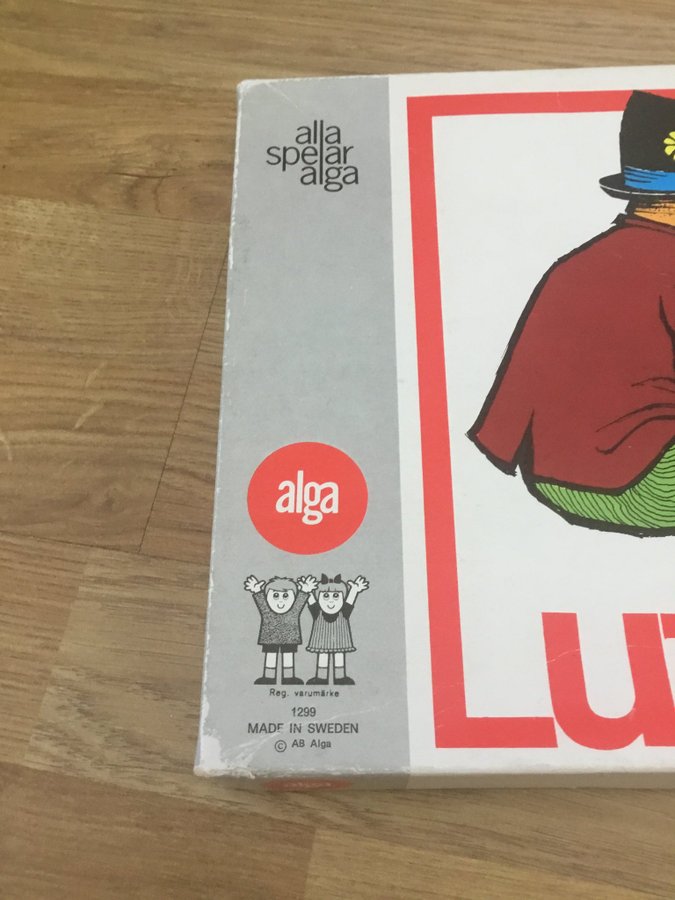 alla
spelar
alga
alga
Reg. varumärke
1299
MADE IN SWEDEN
© AB Alga